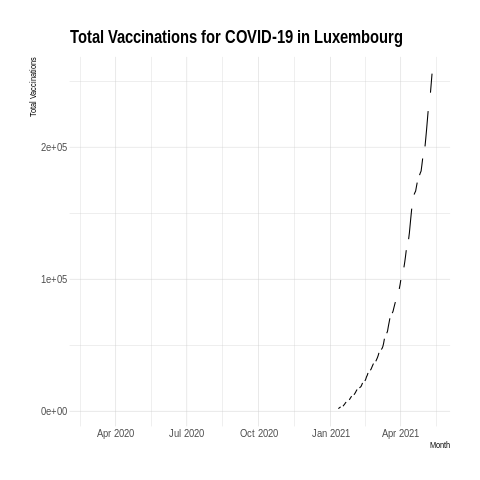 Total Vaccinations for COVID-19 in Luxembourg
Total Vaccinations
2e+05
1e+05
0e+00
Apr 2020 Jul 2020 Oct 2020 Jan 2021 Apr 2021
Month